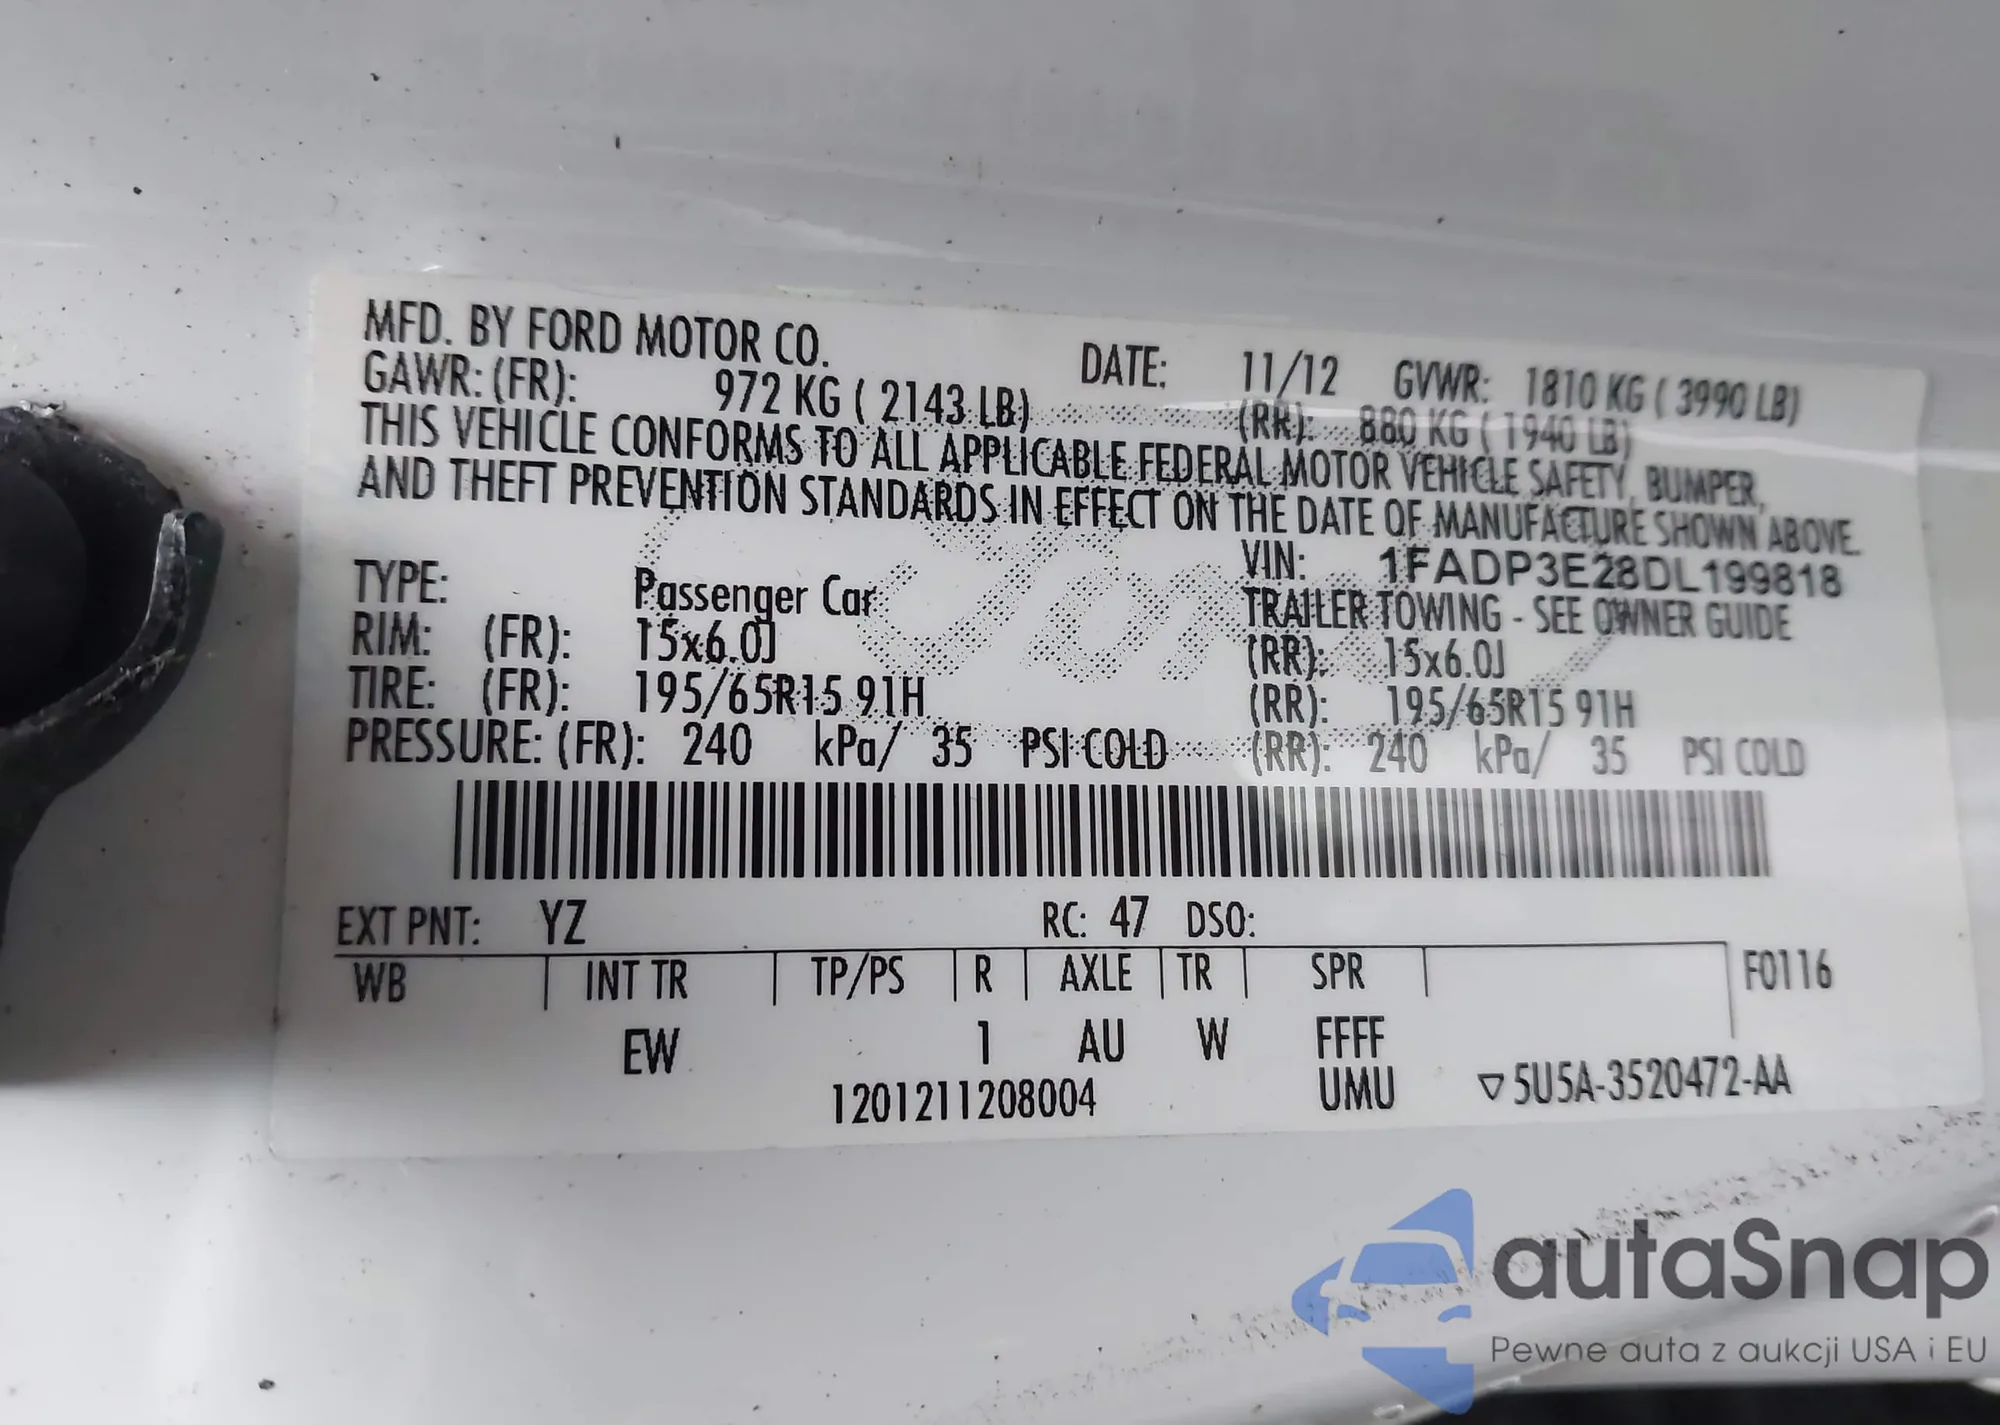 MFD. BY FORD MOTOR CO. DATE: 11/12 GVWR: 1810 KG ( 3990 LB)
GAWR: (FR): 972 KG ( 2143 LB) (RR): 880 KG ( 1940 LB)
THIS VEHICLE CONFORMS TO ALL APPLICABLE FEDERAL MOTOR VEHICLE SAFETY, BUMPER,
AND THEFT PREVENTION STANDARDS IN EFFECT ON THE DATE OF MANUFACTURE SHOWN ABOVE.
VIN: 1FADP3E28DL199818
TYPE: Passenger Car TRAILER TOWING - SEE OWNER GUIDE
RIM: (FR): 15x6.0J (RR): 15x6.0J
TIRE: (FR): 195/65R15 91H (RR): 195/65R15 91H
PRESSURE: (FR): 240 kPa/ 35 PSI COLD (RR): 240 kPa/ 35 PSI COLD
EXT PNT: YZ RC: 47 DSO:
WB INT TR TP/PS R AXLE TR SPR F0116
EW 1 AU W FFFF
1201211208004 UMU ▽5U5A-3520472-AA
autaSnap
Pewne auta z aukcji USA i EU